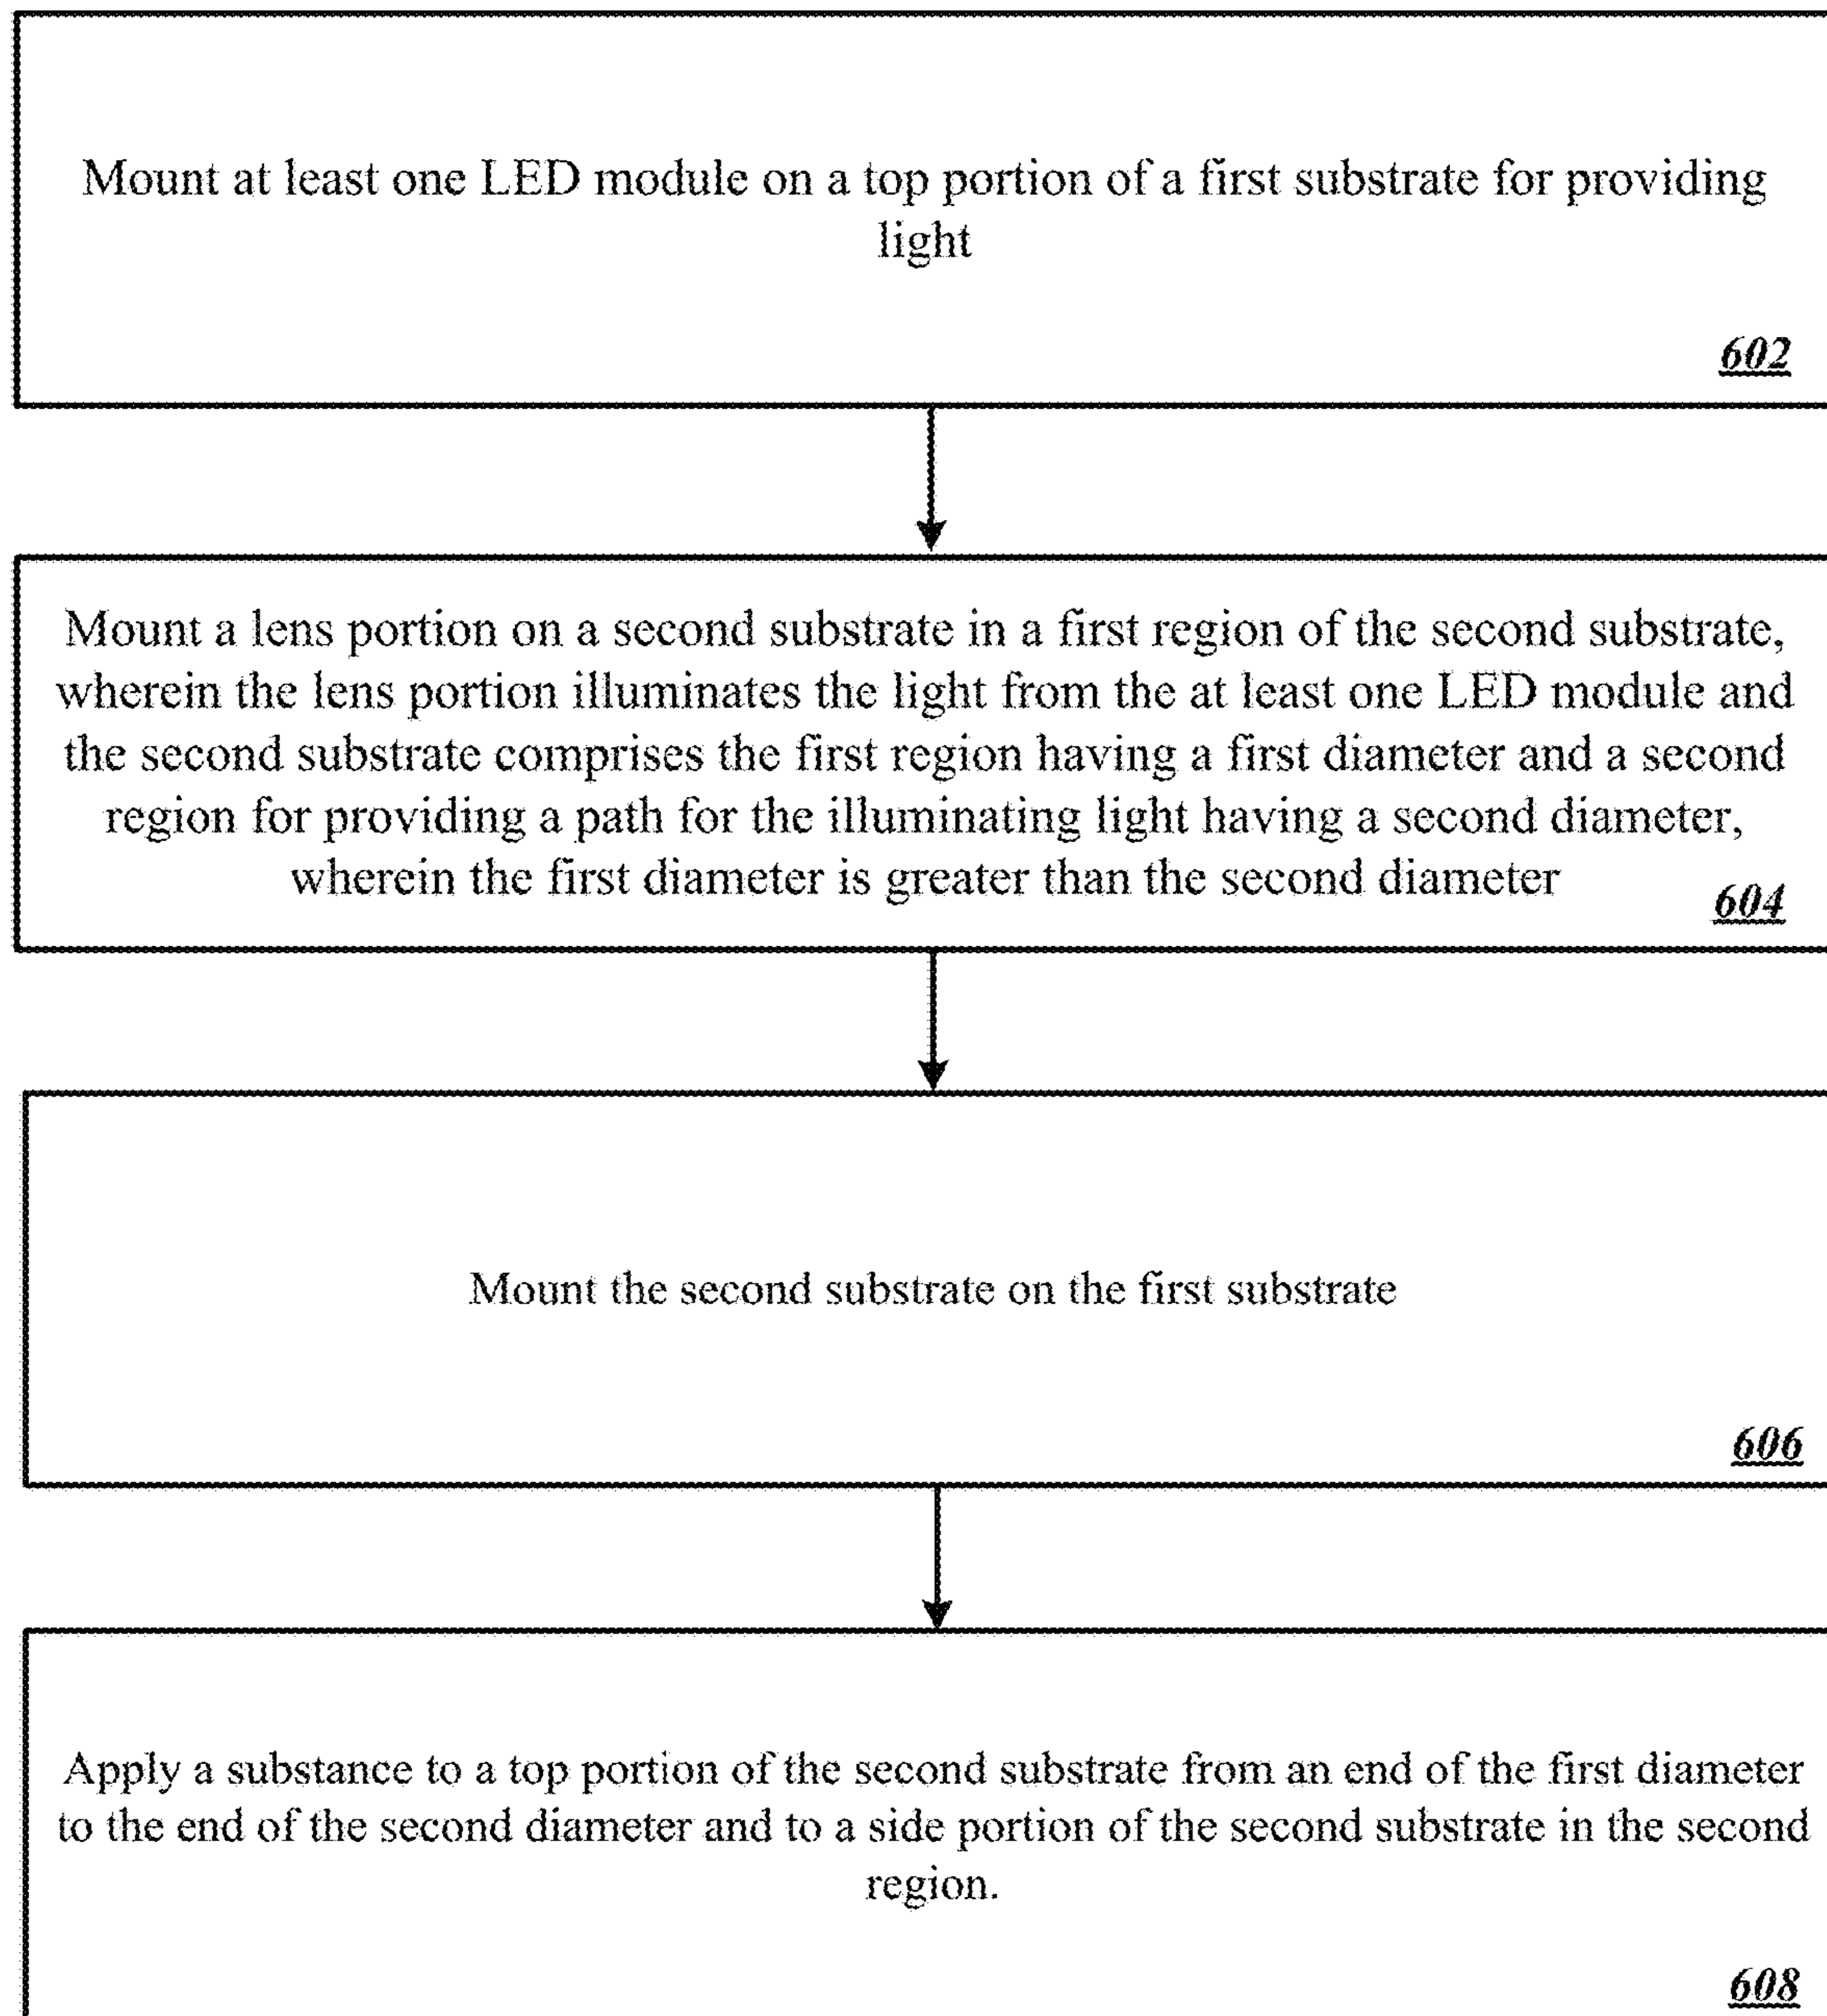 Mount at least one LED module on a top portion of a first substrate for providing
light
602
Mount a lens portion on a second substrate in a first region of the second substrate,
wherein the lens portion illuminates the light from the at least one LED module and
the second substrate comprises the first region having a first diameter and a second
region for providing a path for the illuminating light having a second diameter,
wherein the first diameter is greater than the second diameter
604
Mount the second substrate on the first substrate
606
Apply a substance to a top portion of the second substrate from an end of the first diameter
to the end of the second diameter and to a side portion of the second substrate in the second
region.
608